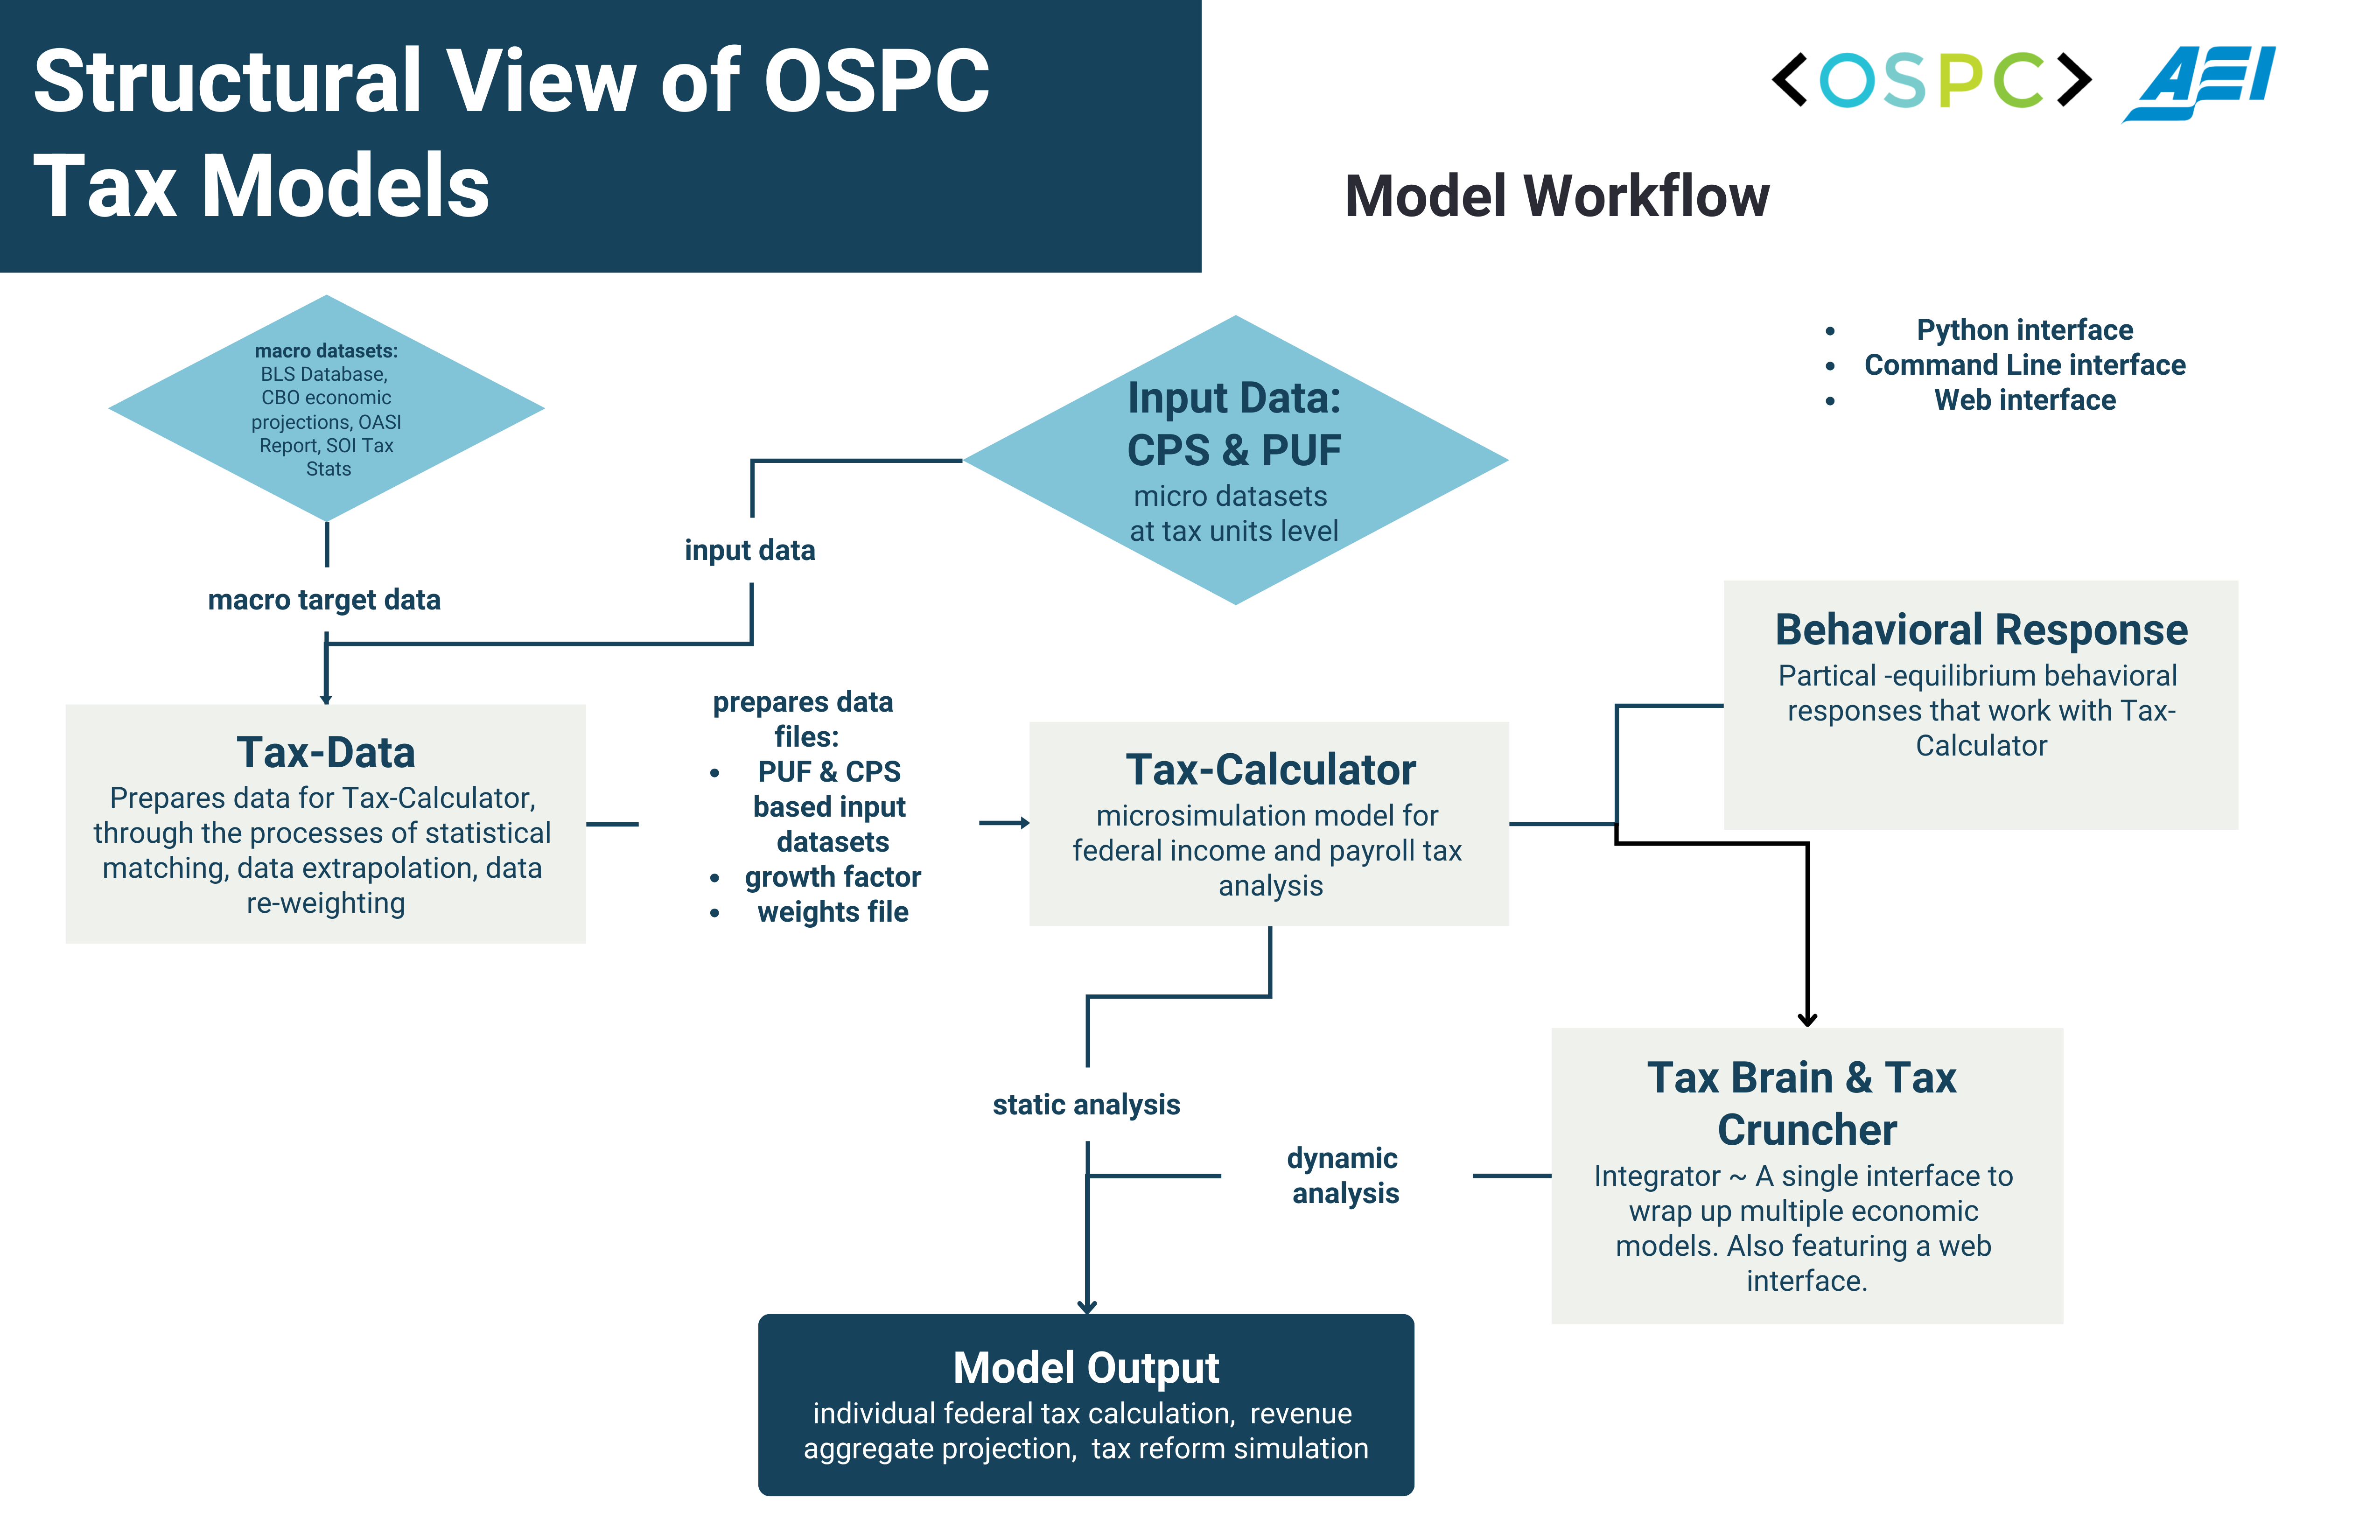 Structural View of OSPC
Tax Models
<OSPC> AEI
Model Workflow
macro datasets:
BLS Database,
CBO economic
projections, OASI
Report, SOI Tax
Stats
Input Data:
CPS & PUF
micro datasets
at tax units level
• Python interface
• Command Line interface
• Web interface
input data
macro target data
Behavioral Response
Partical -equilibrium behavioral
responses that work with Tax-
Calculator
Tax-Data
Prepares data for Tax-Calculator,
through the processes of statistical
matching, data extrapolation, data
re-weighting
prepares data
files:
• PUF & CPS
based input
datasets
• growth factor
• weights file
Tax-Calculator
microsimulation model for
federal income and payroll tax
analysis
static analysis
dynamic
analysis
Tax Brain & Tax
Cruncher
Integrator ~ A single interface to
wrap up multiple economic
models. Also featuring a web
interface.
Model Output
individual federal tax calculation,  revenue
aggregate projection,  tax reform simulation